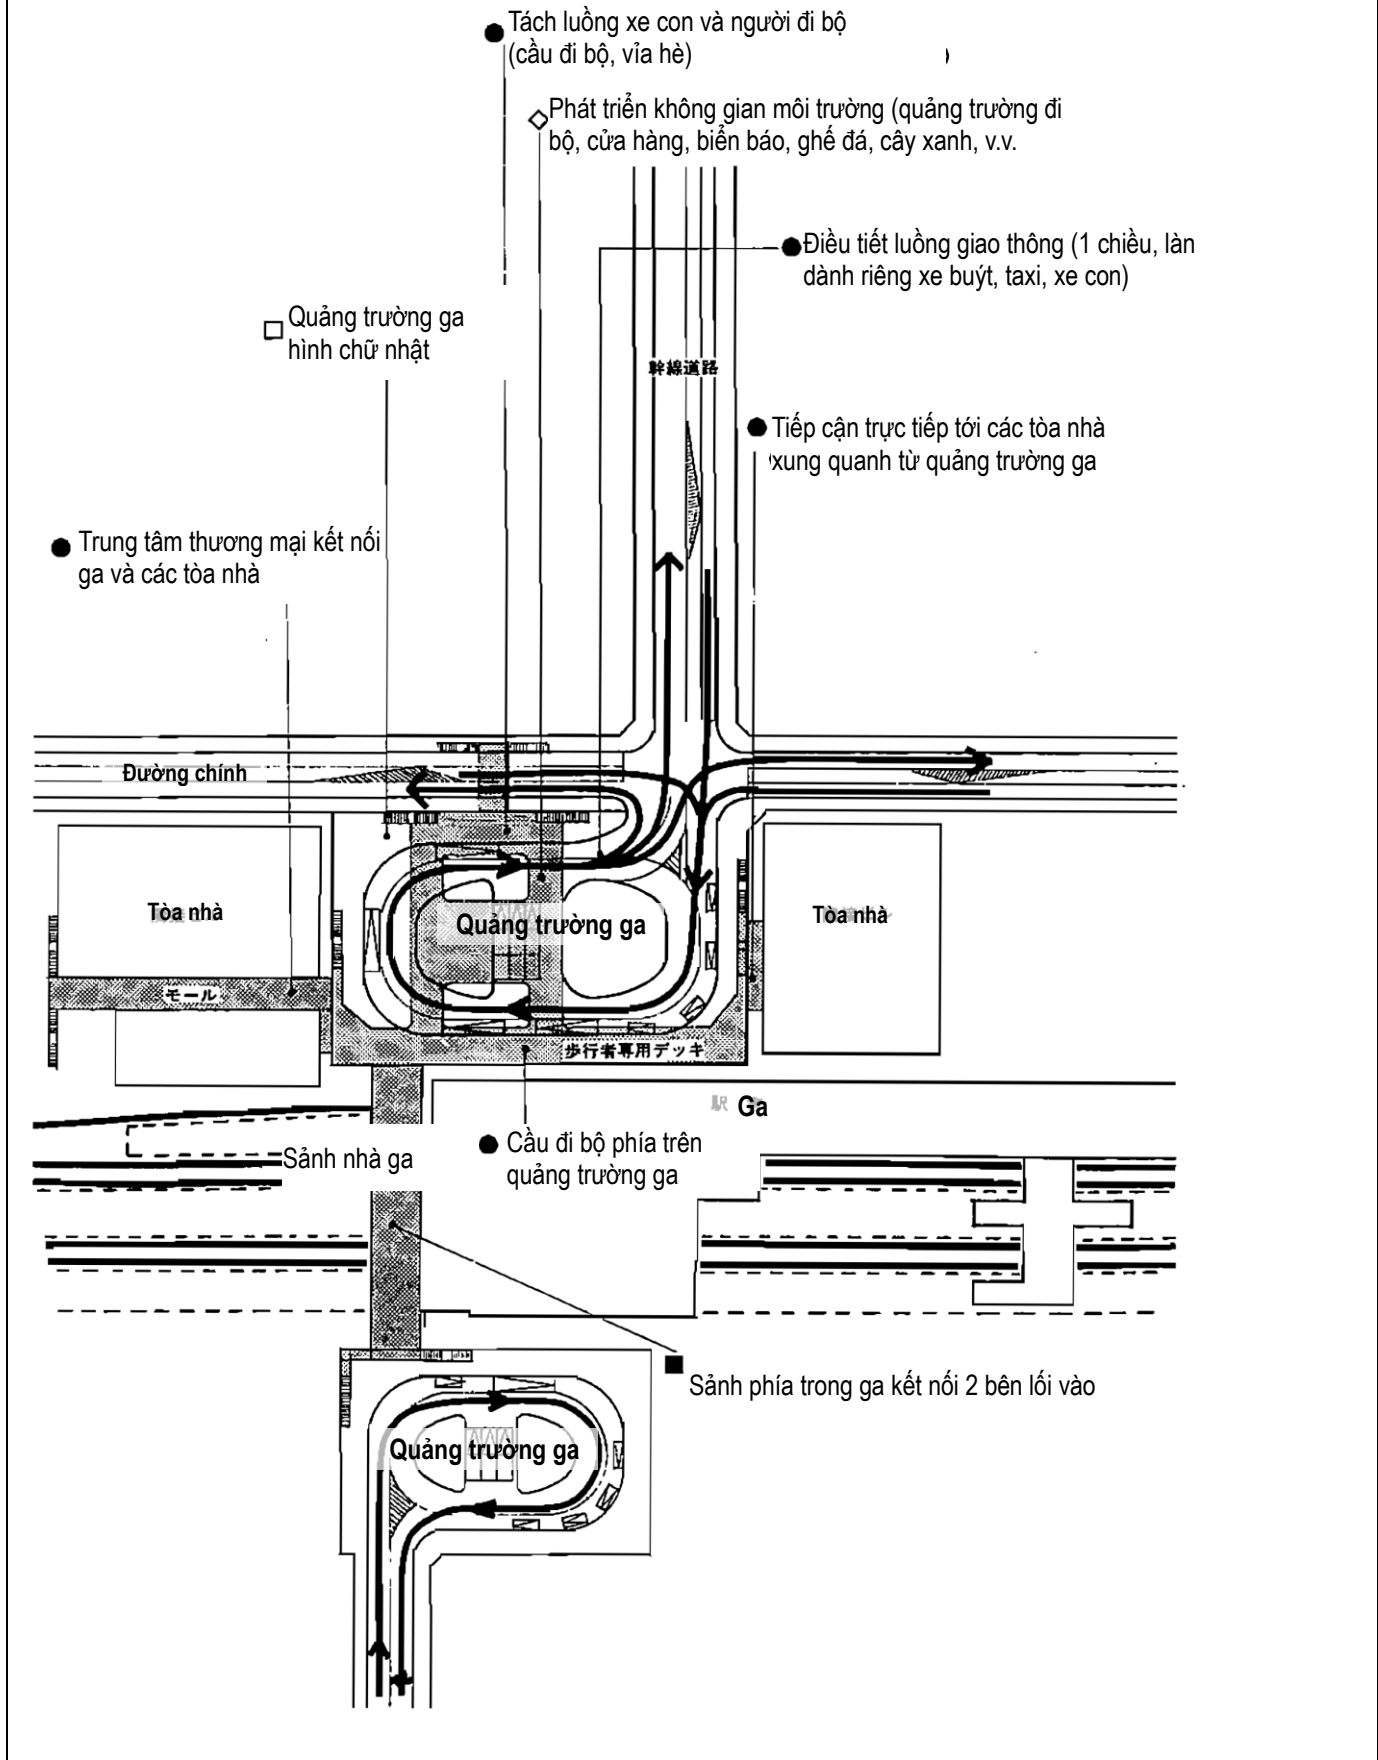 Tách luồng xe con và người đi bộ
(cầu đi bộ, vỉa hè)
Phát triển không gian môi trường (quảng trường đi
bộ, cửa hàng, biển báo, ghế đá, cây xanh, v.v.
Điều tiết luồng giao thông (1 chiều, làn
dành riêng xe buýt, taxi, xe con)
Quảng trường ga
hình chữ nhật
幹線道路
Tiếp cận trực tiếp tới các tòa nhà
xung quanh từ quảng trường ga
Trung tâm thương mại kết nối
ga và các tòa nhà
Đường chính
Tòa nhà
Quảng trường ga
Tòa nhà
モール
歩行者専用デッキ
駅 Ga
Sảnh nhà ga
Cầu đi bộ phía trên
quảng trường ga
Sảnh phía trong ga kết nối 2 bên lối vào
Quảng trường ga